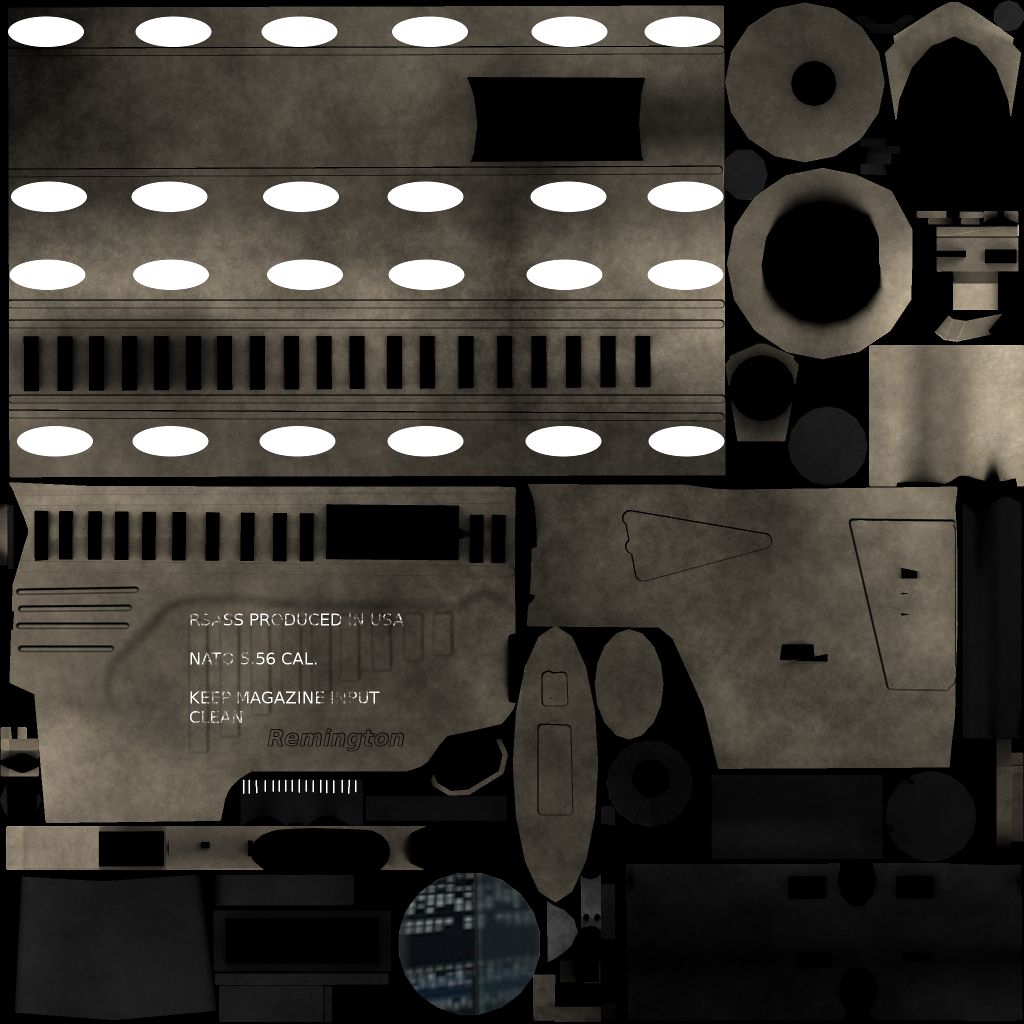 RSASS PRODUCED IN USA
NATO 5.56 CAL.
KEEP MAGAZINE INPUT
CLEAN
Remington